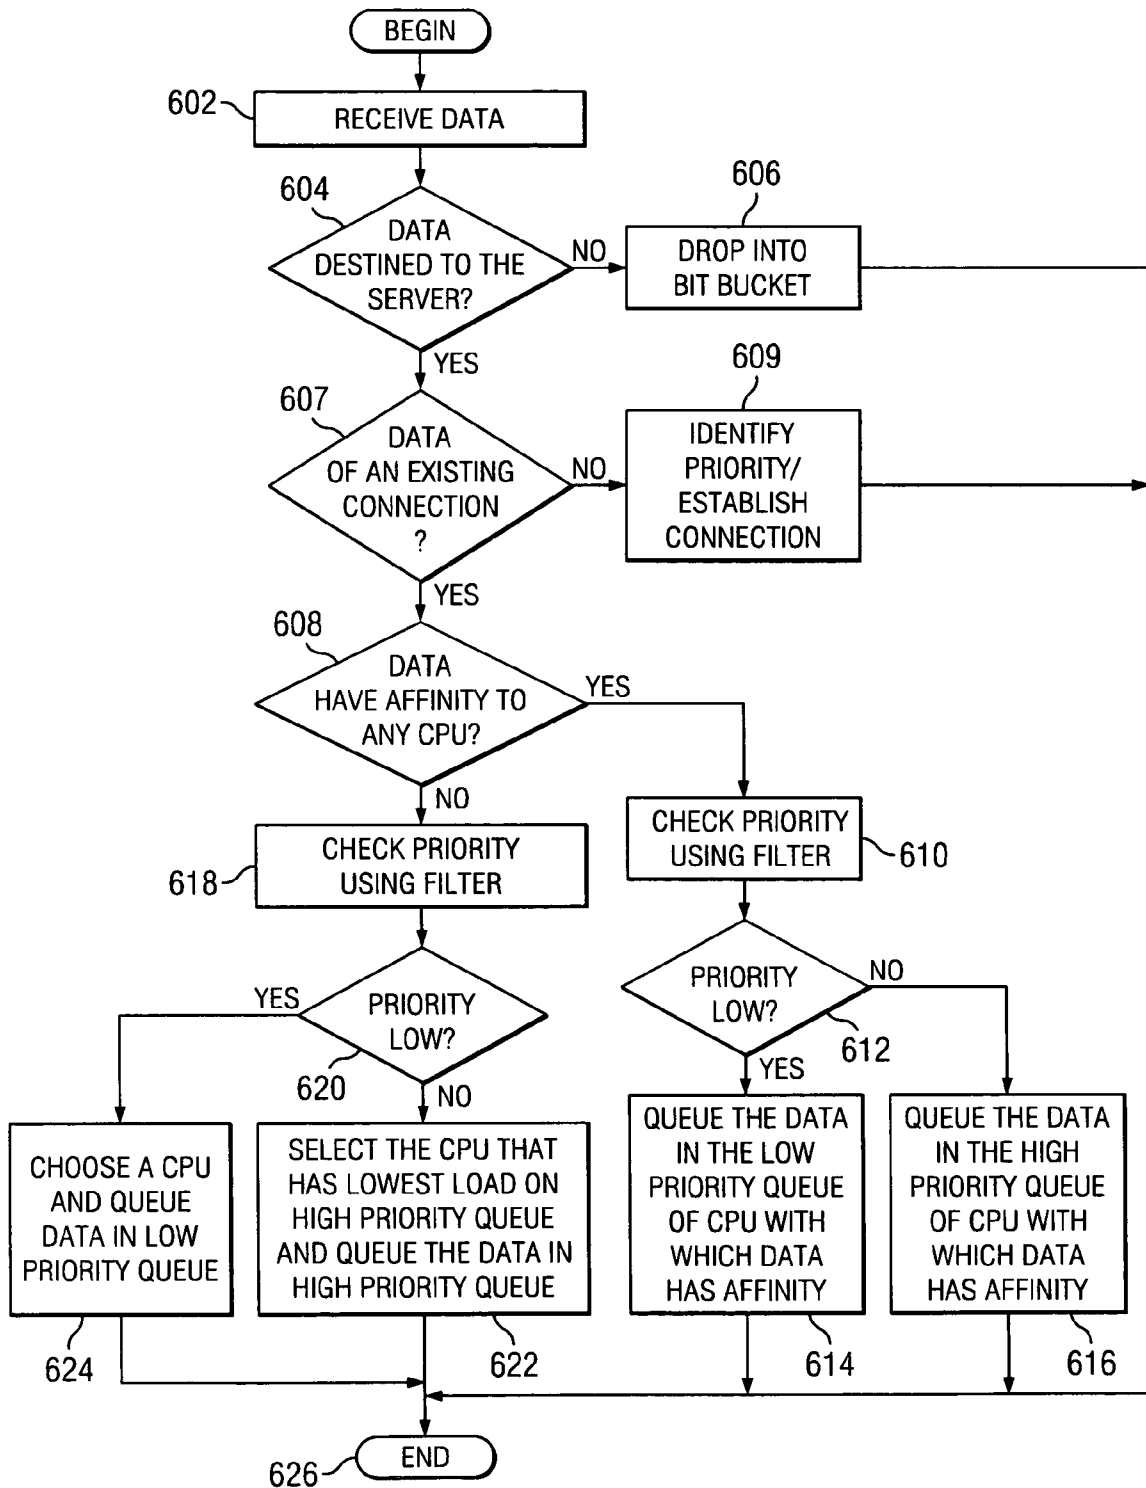 BEGIN
602
RECEIVE DATA
604
DATA
DESTINED TO THE
SERVER?
NO
606
DROP INTO
BIT BUCKET
YES
607
DATA
OF AN EXISTING
CONNECTION
?
NO
609
IDENTIFY
PRIORITY/
ESTABLISH
CONNECTION
YES
608
DATA
HAVE AFFINITY TO
ANY CPU?
YES
NO
618
CHECK PRIORITY
USING FILTER
CHECK PRIORITY
USING FILTER
610
YES
PRIORITY
LOW?
620
NO
PRIORITY
LOW?
NO
612
YES
CHOOSE A CPU
AND QUEUE
DATA IN LOW
PRIORITY QUEUE
624
SELECT THE CPU THAT
HAS LOWEST LOAD ON
HIGH PRIORITY QUEUE
AND QUEUE THE DATA IN
HIGH PRIORITY QUEUE
622
QUEUE THE DATA
IN THE LOW
PRIORITY QUEUE
OF CPU WITH
WHICH DATA
HAS AFFINITY
614
QUEUE THE DATA
IN THE HIGH
PRIORITY QUEUE
OF CPU WITH
WHICH DATA
HAS AFFINITY
616
626
END